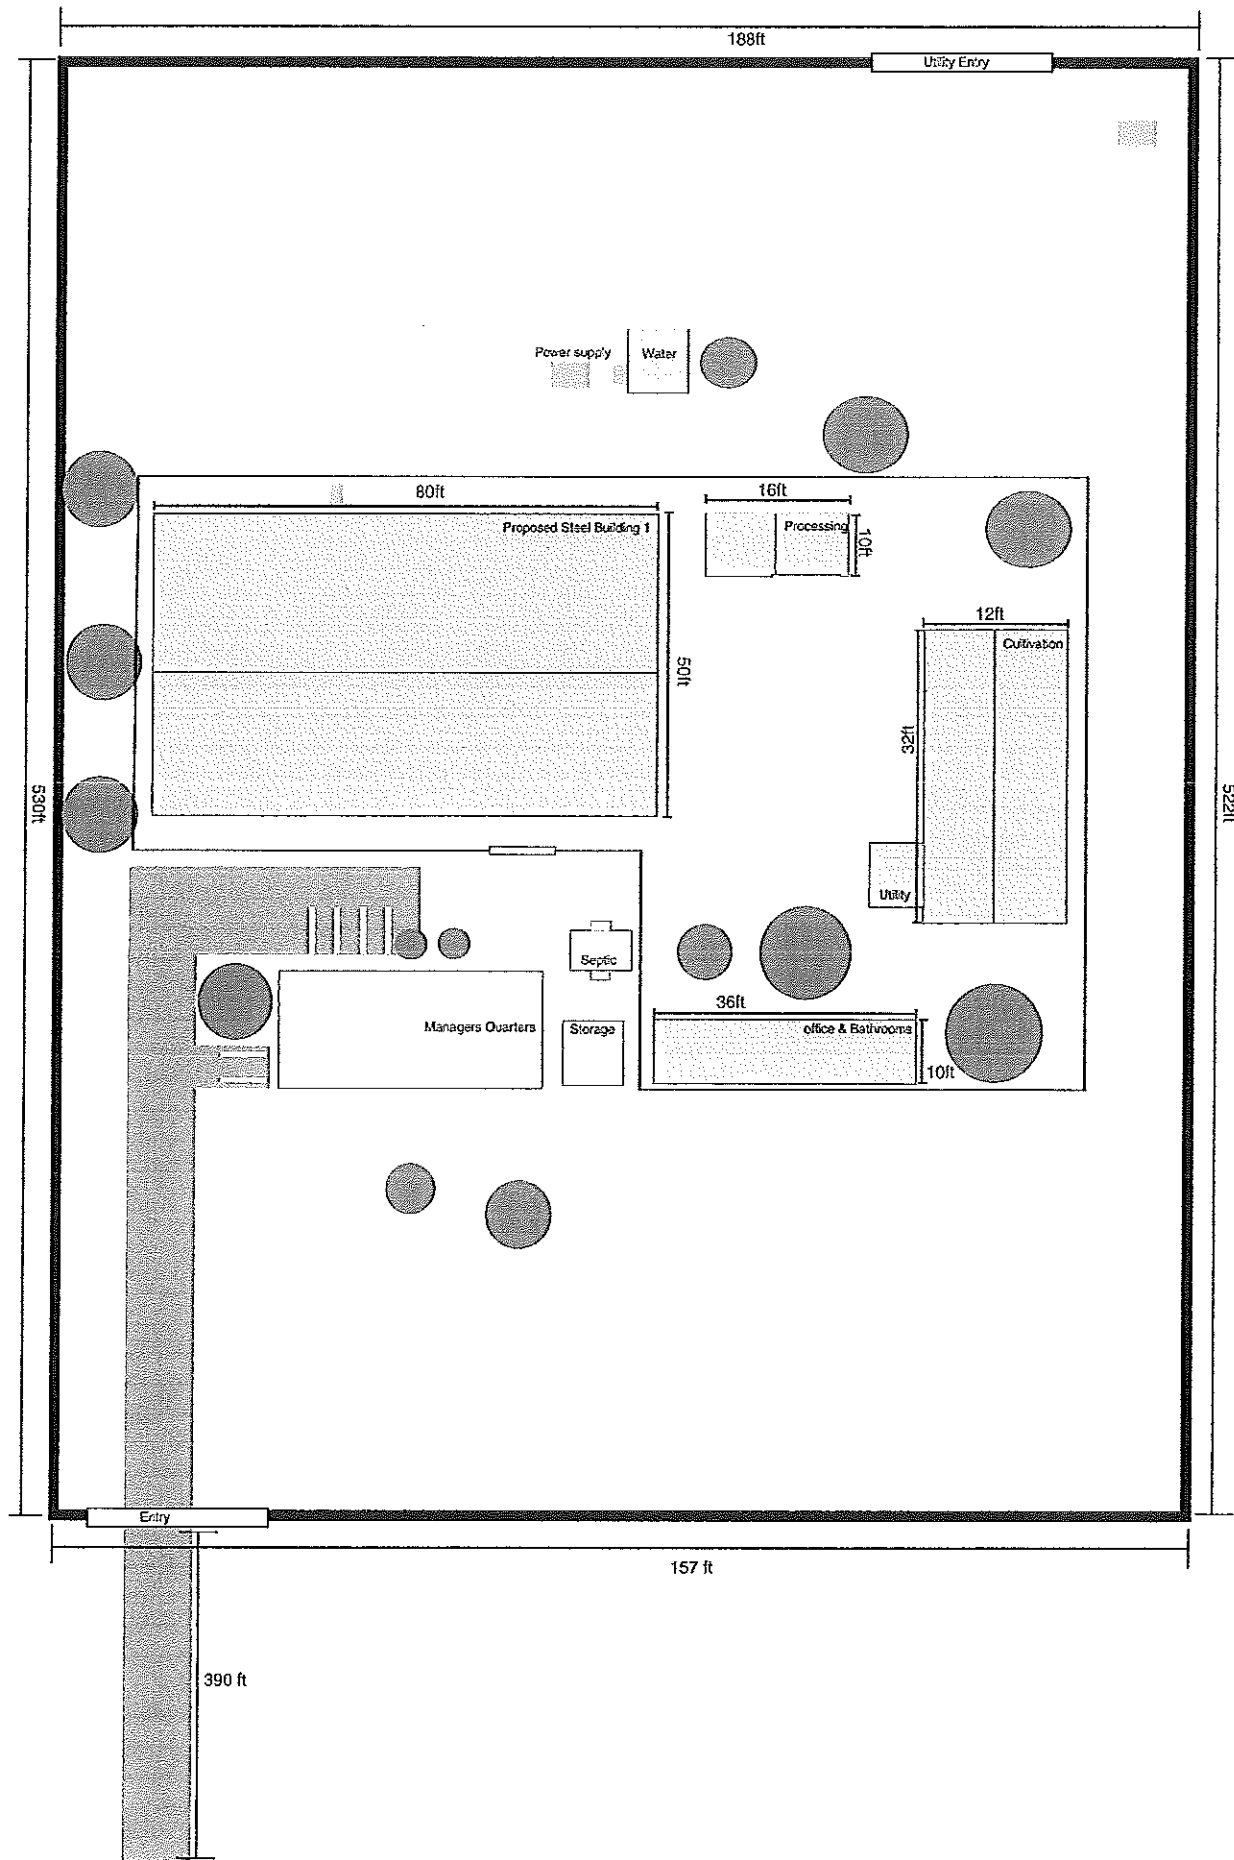 188ft
Utility Entry
Power supply
Water
80ft
16ft
Proposed Steel Building 1
Processing
10ft
12ft
Cultivation
50ft
32ft
530ft
522ft
Utility
Septic
36ft
Managers Quarters
Storage
office & Bathrooms
10ft
Entry
157 ft
390 ft